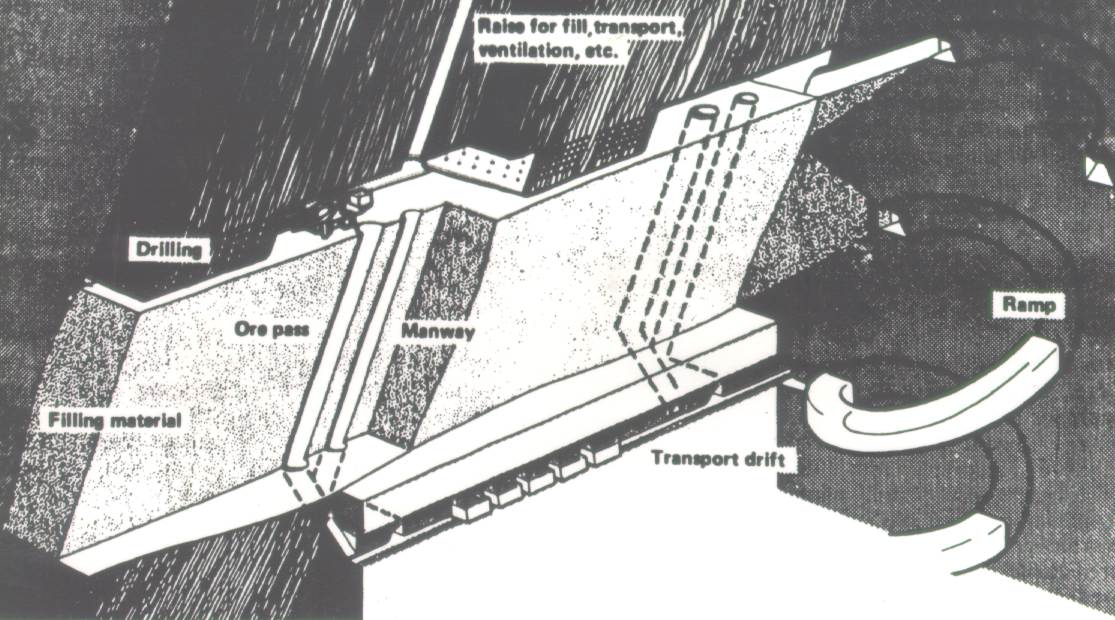 Raise for fill, transport,
ventilation, etc.
Drilling
Ore pass
Manway
Ramp
Filling material
Transport drift